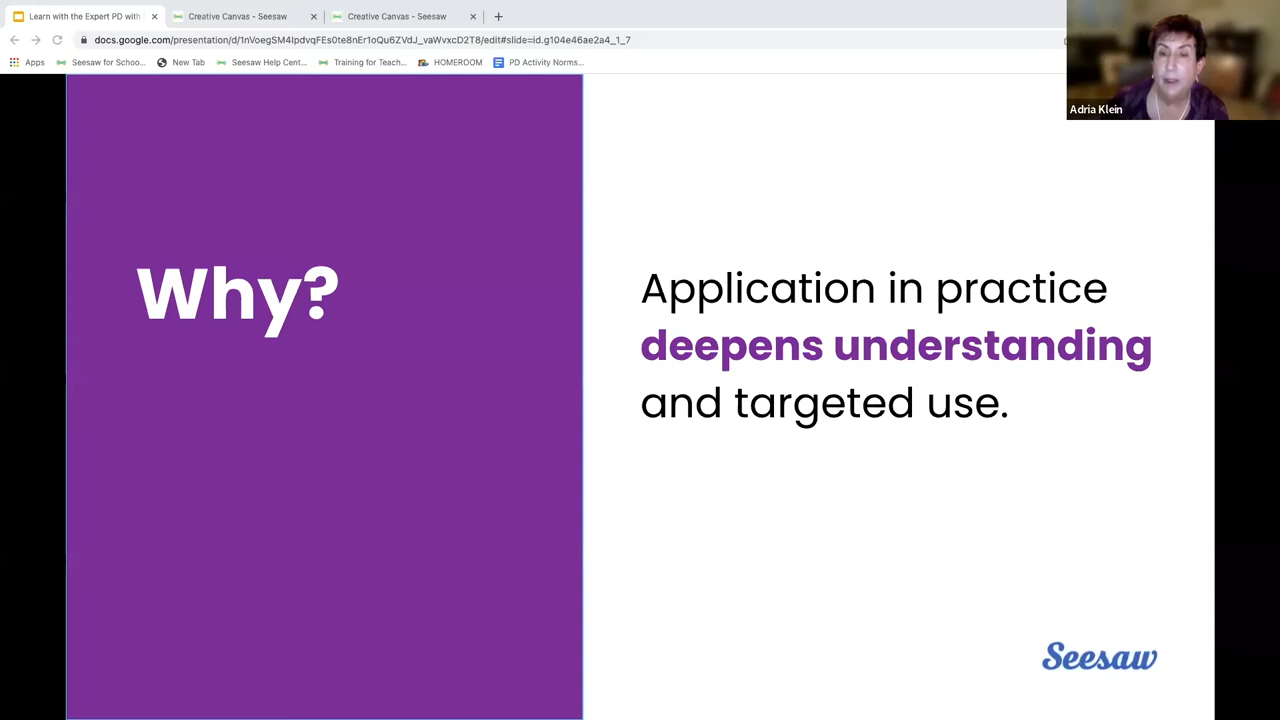 Learn with the Expert PD with
Creative Canvas - Seesaw
Creative Canvas - Seesaw
docs.google.com/presentation/d/1nVoegSM4IpdvqFEs0te8nEr1oQu6ZVdJ_vaWvxcD2T8/edit#slide=id.g104e46ae2a4_1_7
Apps
Seesaw for Schoo...
New Tab
Seesaw Help Cent...
Training for Teach...
HOMEROOM
PD Activity Norms...
Adria Klein
Why?
Application in practice
deepens understanding
and targeted use.
Seesaw